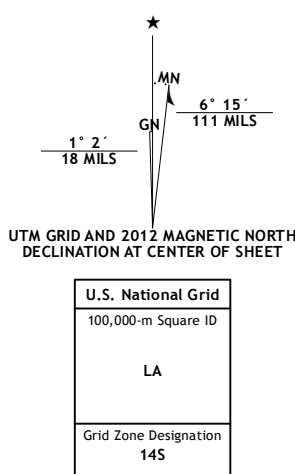 ★
MN
GN
6° 15´
111 MILS
1° 2´
18 MILS
UTM GRID AND 2012 MAGNETIC NORTH
DECLINATION AT CENTER OF SHEET
U.S. National Grid
100,000-m Square ID
LA
Grid Zone Designation
14S